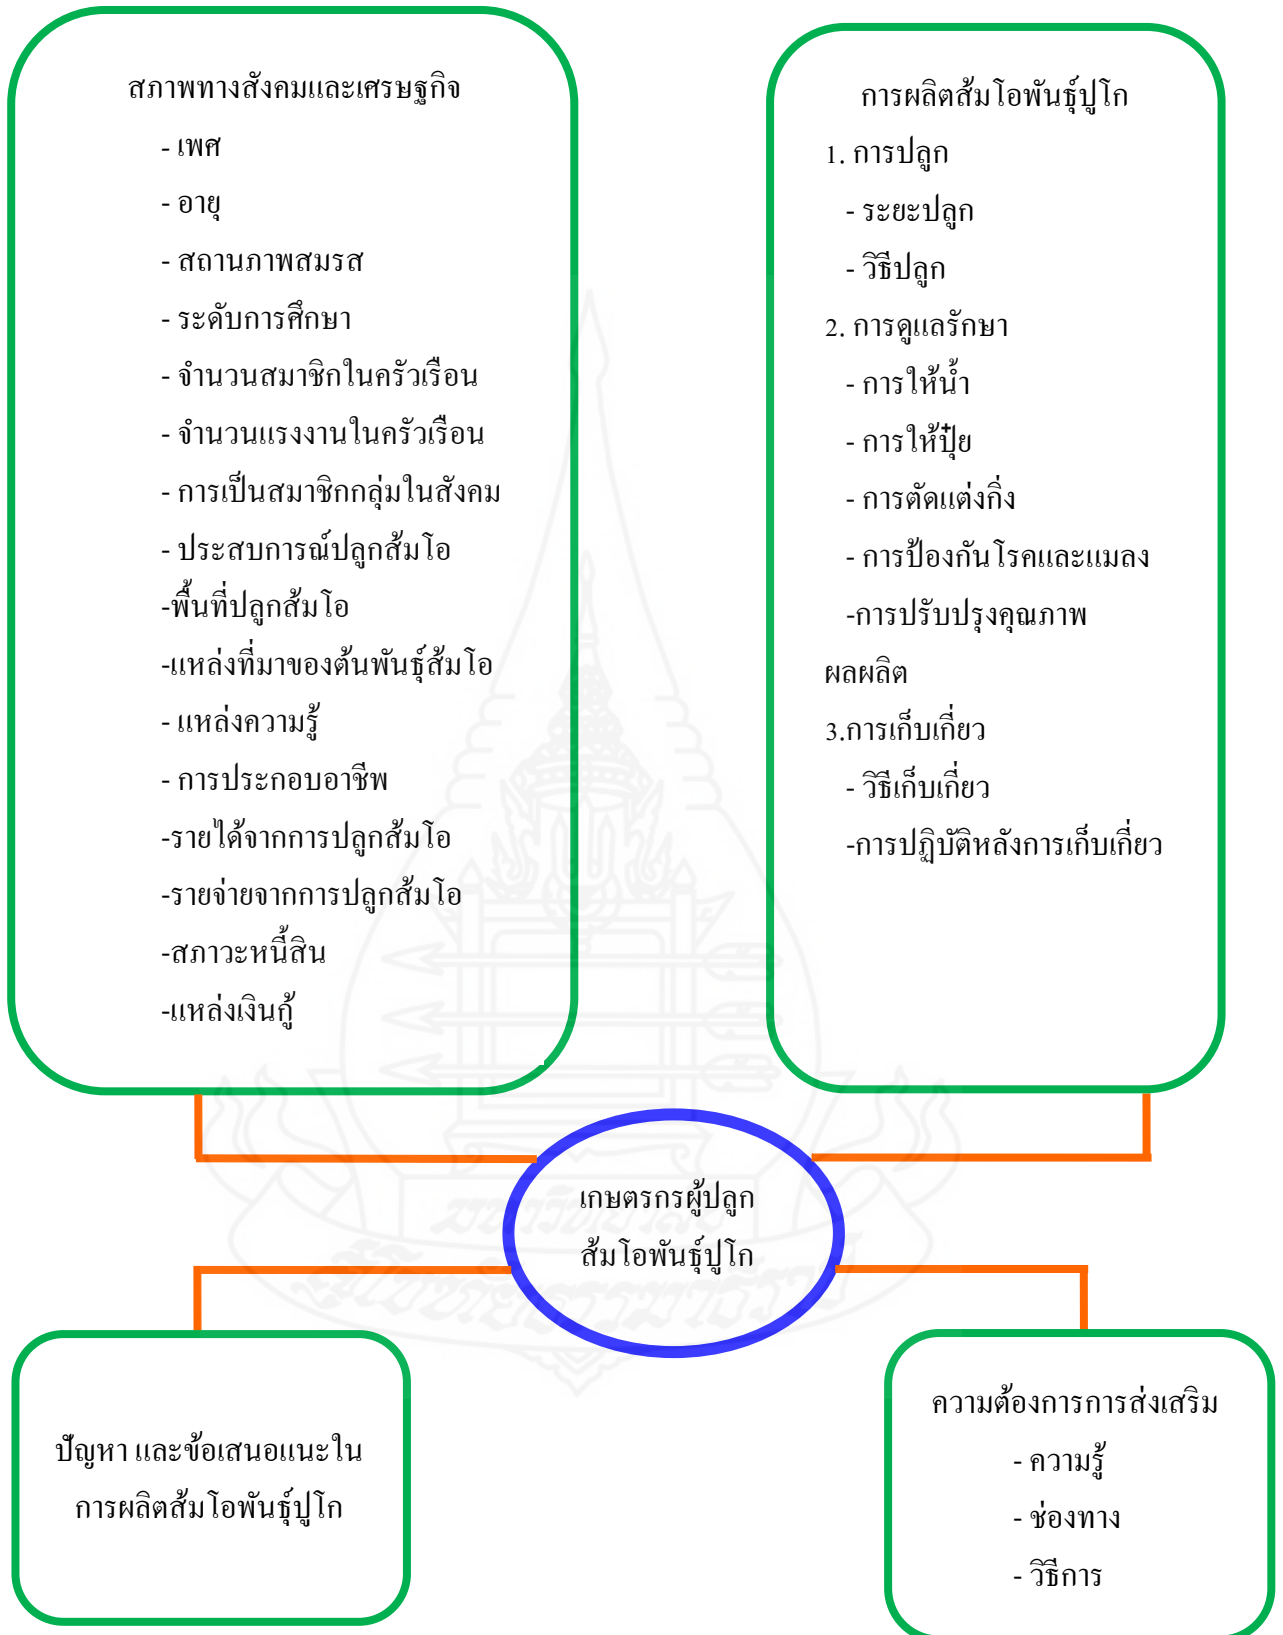 สภาพทางสังคมและเศรษฐกิจ
- เพศ
- อายุ
- สถานภาพสมรส
- ระดับการศึกษา
- จำนวนสมาชิกในครัวเรือน
- จำนวนแรงงานในครัวเรือน
- การเป็นสมาชิกกลุ่มในสังคม
- ประสบการณ์ปลูกส้มโอ
-พื้นที่ปลูกส้มโอ
-แหล่งที่มาของต้นพันธุ์ส้มโอ
- แหล่งความรู้
- การประกอบอาชีพ
-รายได้จากการปลูกส้มโอ
-รายจ่ายจากการปลูกส้มโอ
-สภาวะหนี้สิน
-แหล่งเงินกู้
การผลิตส้มโอพันธุ์ปูโก
1. การปลูก
- ระยะปลูก
- วิธีปลูก
2. การดูแลรักษา
- การให้น้ำ
- การให้ปุ๋ย
- การตัดแต่งกิ่ง
- การป้องกันโรคและแมลง
-การปรับปรุงคุณภาพ
ผลผลิต
3.การเก็บเกี่ยว
- วิธีเก็บเกี่ยว
-การปฏิบัติหลังการเก็บเกี่ยว
เกษตรกรผู้ปลูก
ส้มโอพันธุ์ปูโก
ปัญหา และข้อเสนอแนะใน
การผลิตส้มโอพันธุ์ปูโก
ความต้องการการส่งเสริม
- ความรู้
- ช่องทาง
- วิธีการ
มหาวิทยาลัย
สุโขทัยธรรมาธิราช